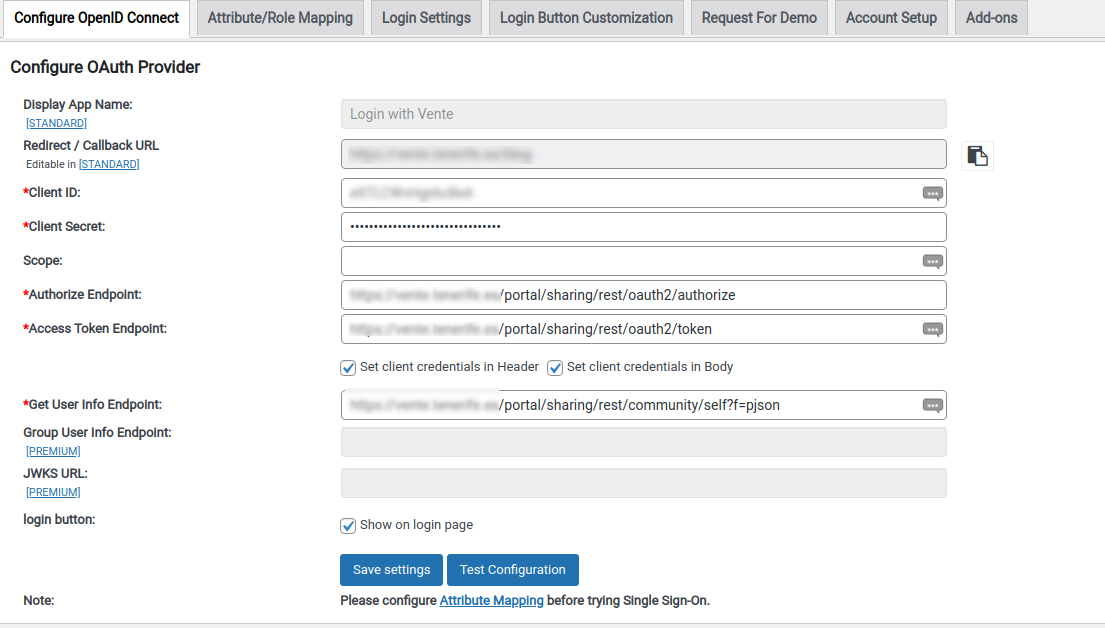 Configure OpenID Connect Attribute/Role Mapping Login Settings Login Button Customization Request For Demo Account Setup Add-ons
Configure OAuth Provider
Display App Name: Login with Vente
[STANDARD]
Redirect / Callback URL
Editable in [STANDARD]
*Client ID:
*Client Secret: ••••••••••••••••••••••••••••••••
Scope:
*Authorize Endpoint: /portal/sharing/rest/oauth2/authorize
*Access Token Endpoint: /portal/sharing/rest/oauth2/token
Set client credentials in Header Set client credentials in Body
*Get User Info Endpoint: /portal/sharing/rest/community/self?f=pjson
Group User Info Endpoint:
[PREMIUM]
JWKS URL:
[PREMIUM]
login button: Show on login page
Save settings Test Configuration
Note: Please configure Attribute Mapping before trying Single Sign-On.